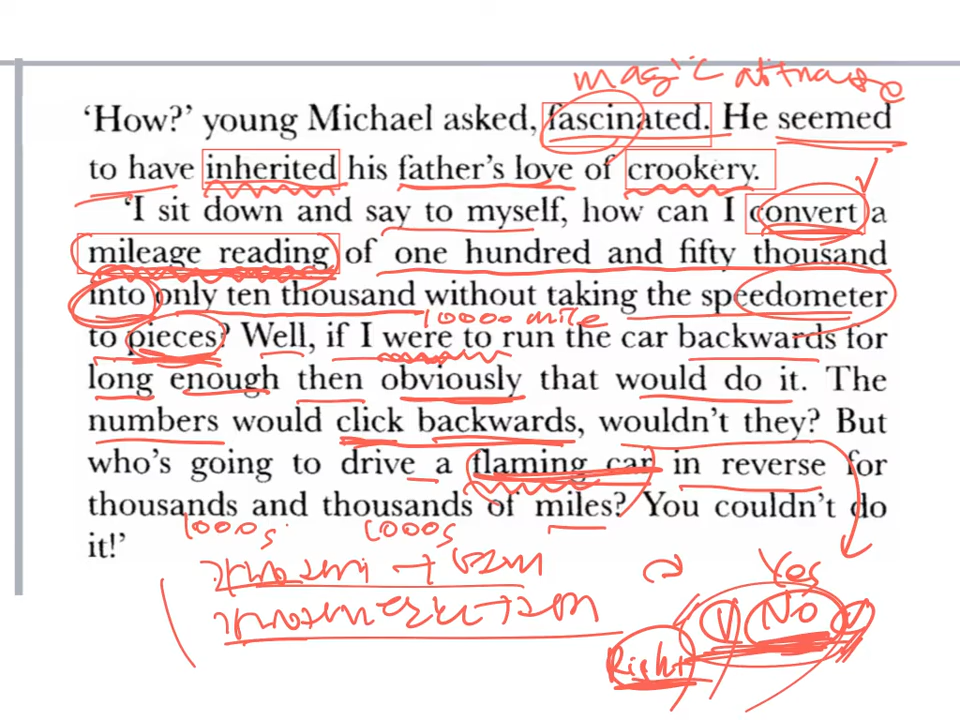 magic
‘How?’ young Michael asked, fascinated. He seemed
to have inherited his father’s love of crookery.
‘I sit down and say to myself, how can I convert a
mileage reading of one hundred and fifty thousand
into only ten thousand without taking the speedometer
10000 mile
to pieces? Well, if I were to run the car backwards for
long enough then obviously that would do it. The
numbers would click backwards, wouldn’t they? But
who’s going to drive a flaming car in reverse for
thousands and thousands of miles? You couldn’t do
1000s 1000s
it!’
Yes
No
Right